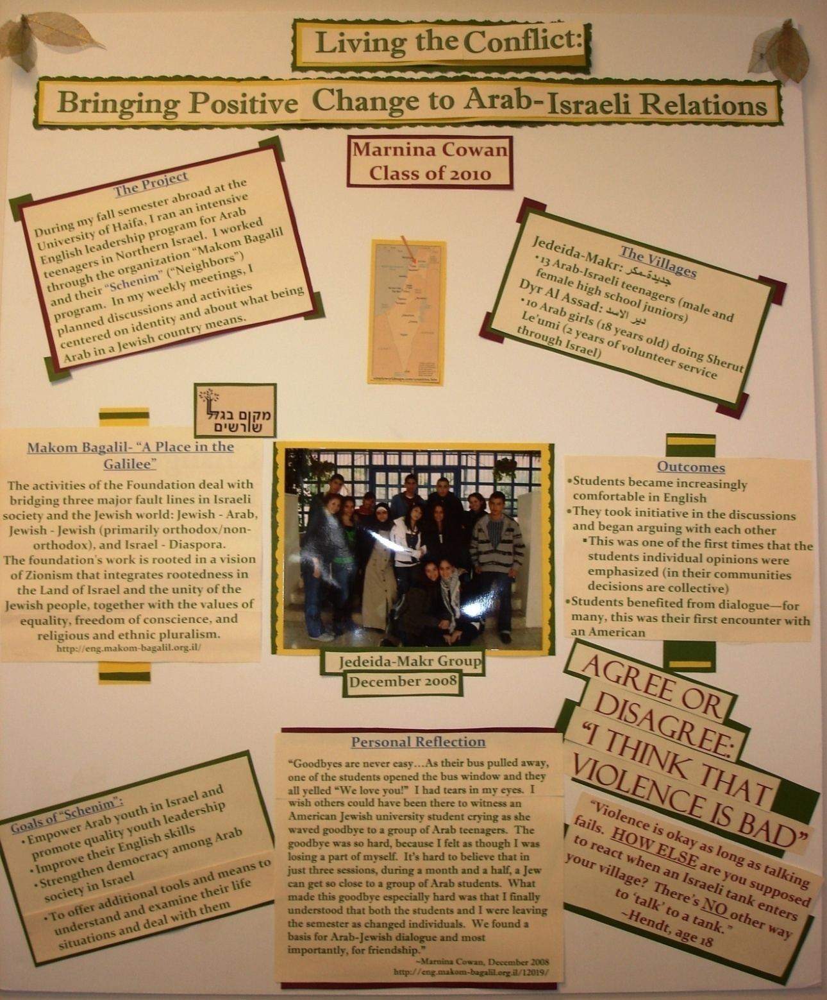 Living the Conflict:
Bringing Positive Change to Arab-Israeli Relations
Marnina Cowan
Class of 2010
The Project
During my fall semester abroad at the
University of Haifa, I ran an intensive
English leadership program for Arab
teenagers in Northern Israel. I worked
through the organization “Makom Bagalil
and their “Schenim” (“Neighbors”)
program. In my weekly meetings, I
planned discussions and activities
centered on identity and about what being
Arab in a Jewish country means.
The Villages
Jedeida-Makr: جديدة-مكر
•13 Arab-Israeli teenagers (male and
female high school juniors)
Dyr Al Assad: دير الاسد
•10 Arab girls (18 years old) doing Sherut
Le'umi (2 years of volunteer service
through Israel)
מקום בגליל
שורשים
Makom Bagalil- “A Place in the
Galilee”
The activities of the Foundation deal with
bridging three major fault lines in Israeli
society and the Jewish world: Jewish - Arab,
Jewish - Jewish (primarily orthodox/non-
orthodox), and Israel - Diaspora.
The foundation's work is rooted in a vision
of Zionism that integrates rootedness in
the Land of Israel and the unity of the
Jewish people, together with the values of
equality, freedom of conscience, and
religious and ethnic pluralism.
http://eng.makom-bagalil.org.il/
Jedeida-Makr Group
December 2008
Outcomes
•Students became increasingly
comfortable in English
•They took initiative in the discussions
and began arguing with each other
▪This was one of the first times that the
students individual opinions were
emphasized (in their communities
decisions are collective)
•Students benefited from dialogue—for
many, this was their first encounter with
an American
Goals of “Schenim”:
•Empower Arab youth in Israel and
promote quality youth leadership
•Improve their English skills
•Strengthen democracy among Arab
society in Israel
•To offer additional tools and means to
understand and examine their life
situations and deal with them
Personal Reflection
“Goodbyes are never easy…As their bus pulled away,
one of the students opened the bus window and they
all yelled “We love you!” I had tears in my eyes. I
wish others could have been there to witness an
American Jewish university student crying as she
waved goodbye to a group of Arab teenagers. The
goodbye was so hard, because I felt as though I was
losing a part of myself. It's hard to believe that in
just three sessions, during a month and a half, a Jew
can get so close to a group of Arab students. What
made this goodbye especially hard was that I finally
understood that both the students and I were leaving
the semester as changed individuals. We found a
basis for Arab-Jewish dialogue and most
importantly, for friendship.”
~Marnina Cowan, December 2008
http://eng.makom-bagalil.org.il/12019/
AGREE OR
DISAGREE:
“I THINK THAT
VIOLENCE IS BAD”
“Violence is okay as long as talking
fails. HOW ELSE are you supposed
to react when an Israeli tank enters
your village? There's NO other way
to ‘talk’ to a tank.”
~Hendt, age 18